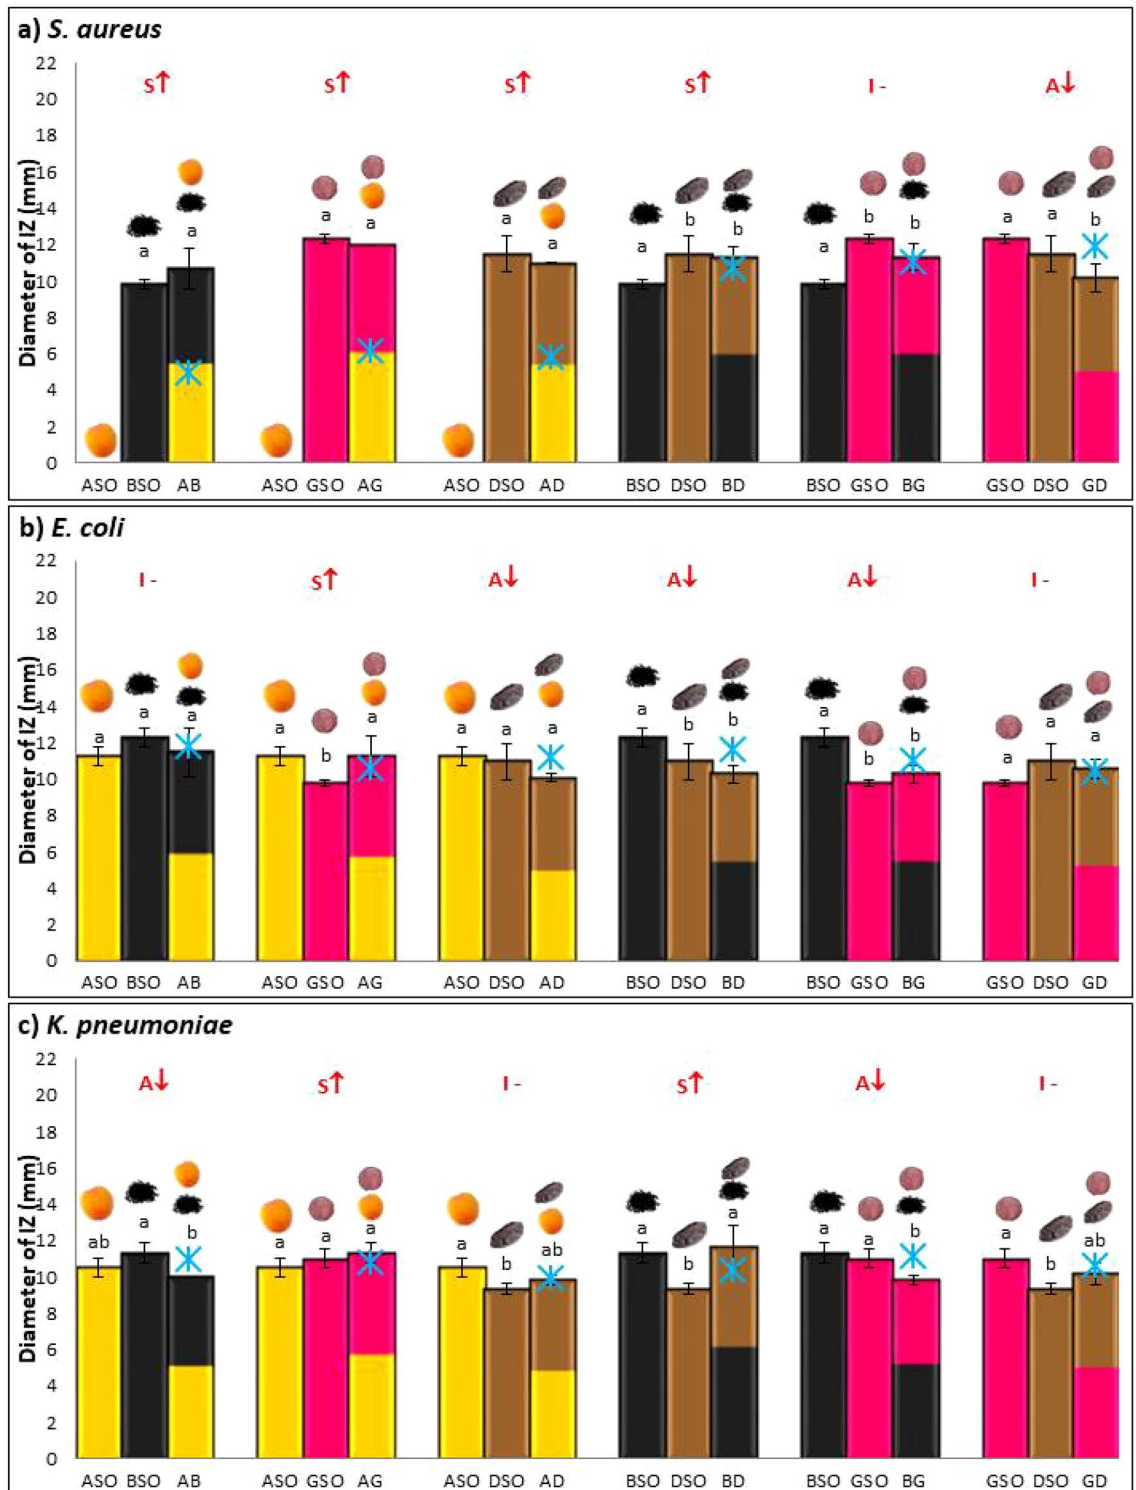 a) S. aureus
Diameter of IZ (mm)
22
20
18
16
14
12
10
8
6
4
2
0
S↑ S↑ S↑ S↑ I - A↓
a a a a a a a b b a b b a a b
ASO BSO AB ASO GSO AG ASO DSO AD BSO DSO BD BSO GSO BG GSO DSO GD
b) E. coli
Diameter of IZ (mm)
22
20
18
16
14
12
10
8
6
4
2
0
I - S↑ A↓ A↓ A↓ I -
a a a a b a a a a a b b a b b a a a
ASO BSO AB ASO GSO AG ASO DSO AD BSO DSO BD BSO GSO BG GSO DSO GD
c) K. pneumoniae
Diameter of IZ (mm)
22
20
18
16
14
12
10
8
6
4
2
0
A↓ S↑ I - S↑ A↓ I -
ab a b a a a a b ab a b a a a b a b ab
ASO BSO AB ASO GSO AG ASO DSO AD BSO DSO BD BSO GSO BG GSO DSO GD